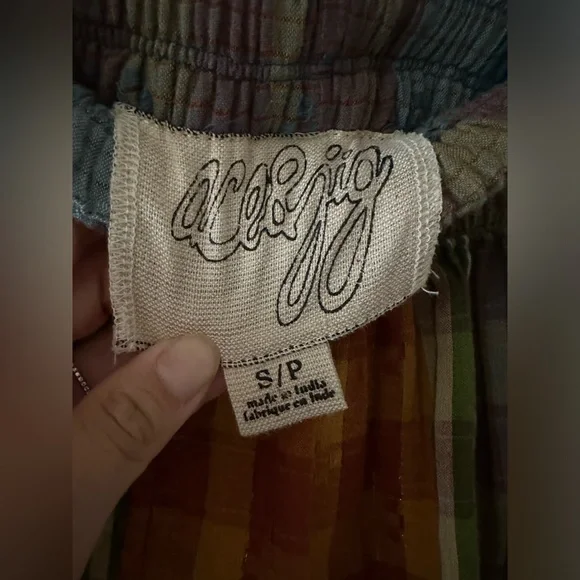 ace&jig
S/P
made in India
fabrique en Inde